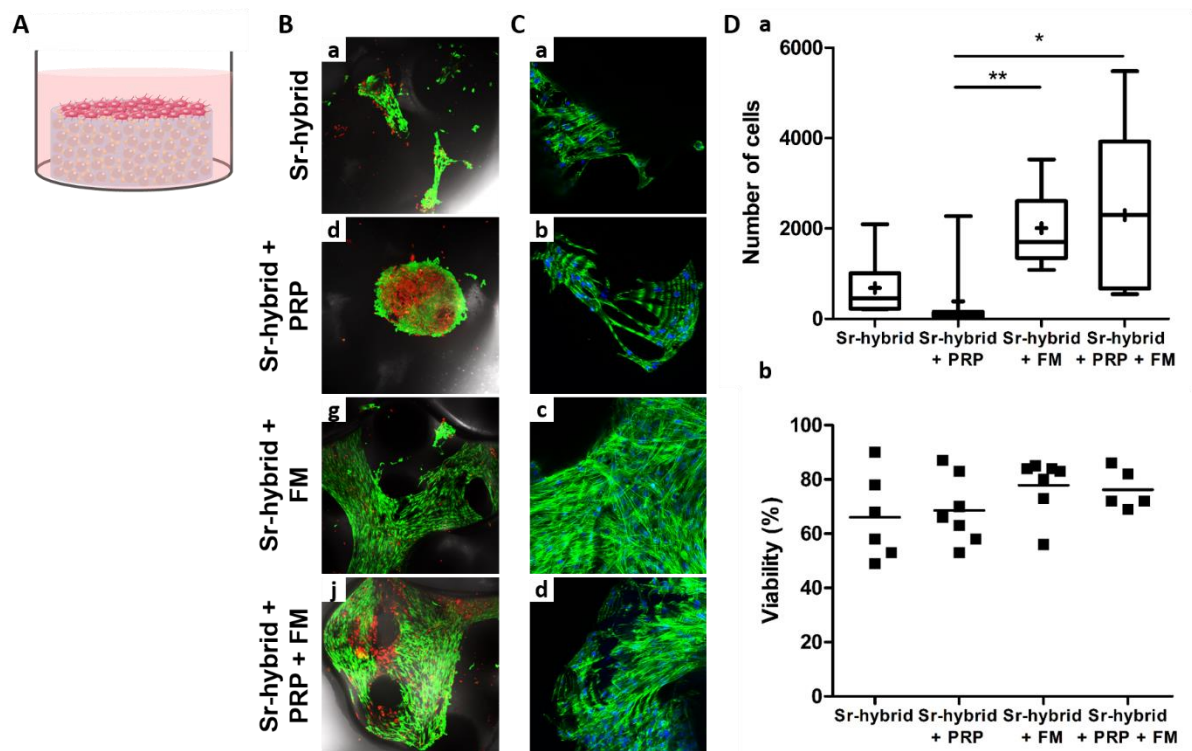 A
B
C
D
a
a
a
Sr-hybrid
d
b
Sr-hybrid +
PRP
g
c
Sr-hybrid +
FM
j
d
Sr-hybrid +
PRP + FM
6000
4000
2000
0
Number of cells
*
**
Sr-hybrid
Sr-hybrid
+ PRP
Sr-hybrid
+ FM
Sr-hybrid
+ PRP + FM
b
100
80
60
40
20
0
Viability (%)
Sr-hybrid
Sr-hybrid
+ PRP
Sr-hybrid
+ FM
Sr-hybrid
+ PRP + FM